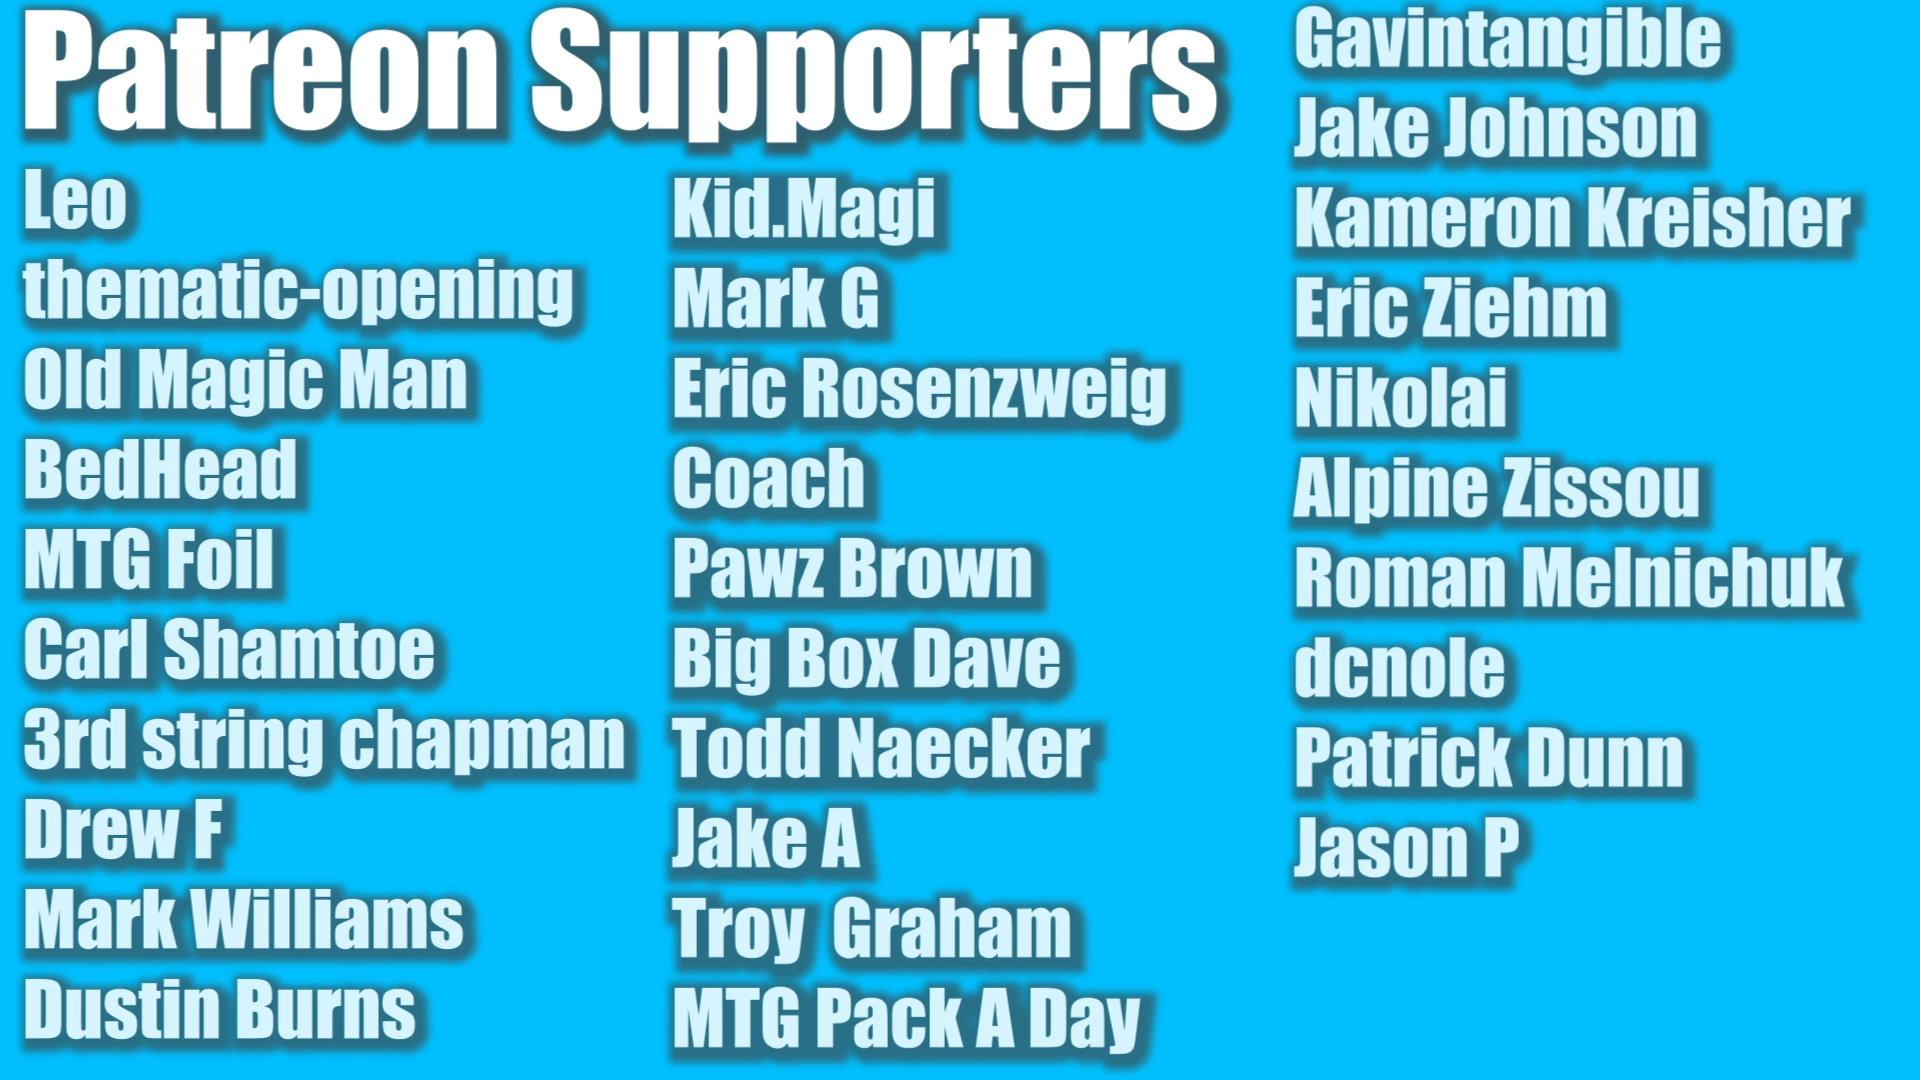 Patreon Supporters
Leo
thematic-opening
Old Magic Man
BedHead
MTG Foil
Carl Shamtoe
3rd string chapman
Drew F
Mark Williams
Dustin Burns
Kid.Magi
Mark G
Eric Rosenzweig
Coach
Pawz Brown
Big Box Dave
Todd Naecker
Jake A
Troy  Graham
MTG Pack A Day
Gavintangible
Jake Johnson
Kameron Kreisher
Eric Ziehm
Nikolai
Alpine Zissou
Roman Melnichuk
dcnole
Patrick Dunn
Jason P